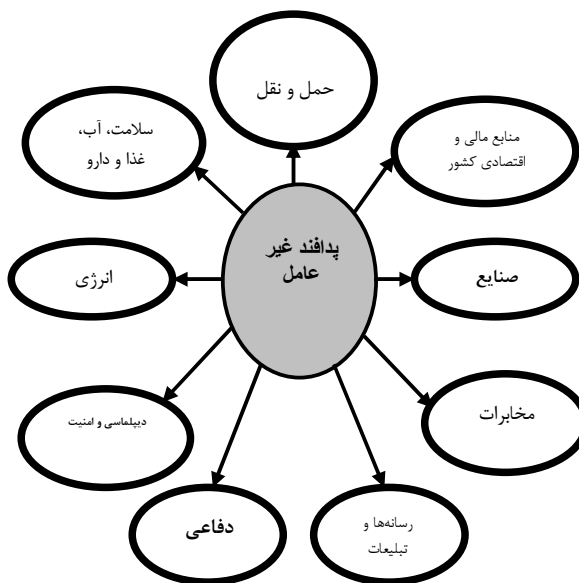 حمل و نقل
سلامت، آب،
غذا و دارو
منابع مالی و
اقتصادی کشور
پدافند غیر
عامل
انرژی
صنایع
دیپلماسی و امنیت
مخابرات
دفاعی
رسانه‌ها و
تبلیعات